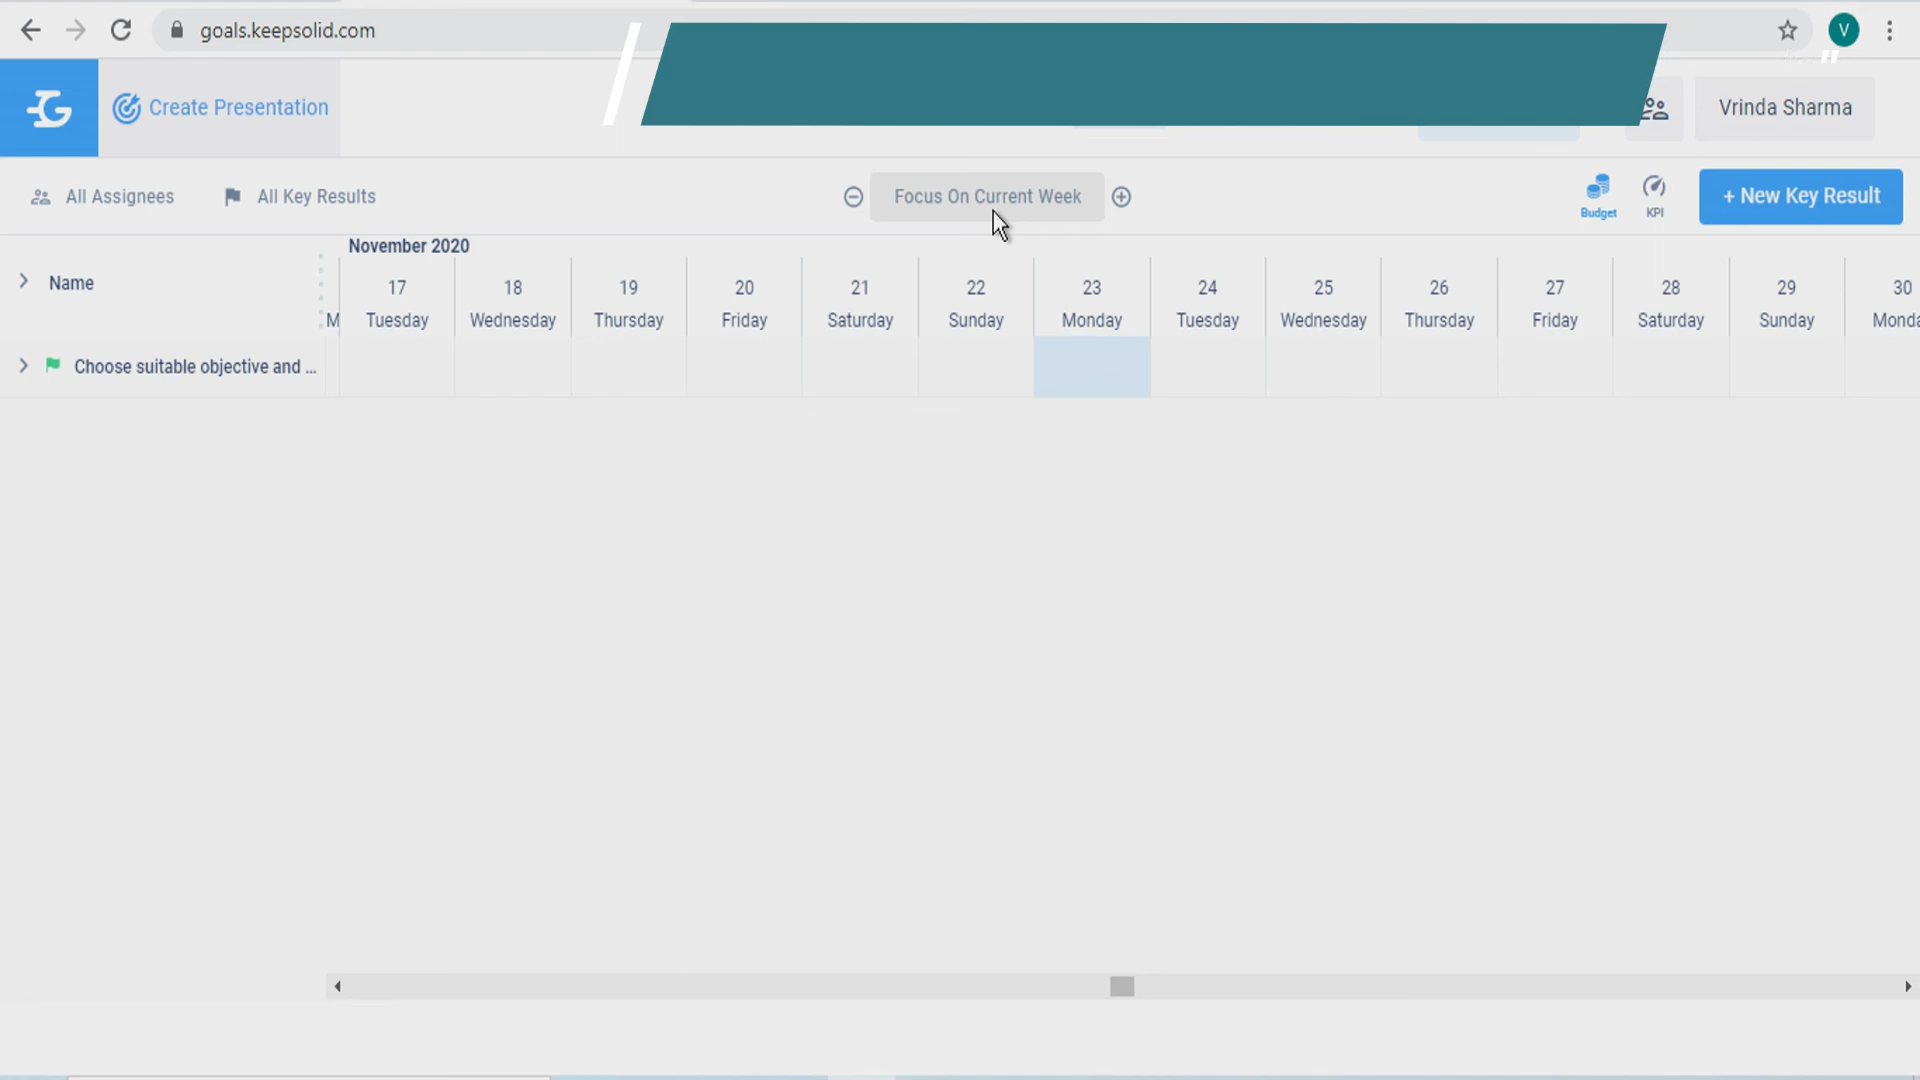 goals.keepsolid.com
V
"
G
Create Presentation
Vrinda Sharma
All Assignees
All Key Results
Focus On Current Week
Budget
KPI
+ New Key Result
November 2020
Name
17 18 19 20 21 22 23 24 25 26 27 28 29 30
M Tuesday Wednesday Thursday Friday Saturday Sunday Monday Tuesday Wednesday Thursday Friday Saturday Sunday Monda
Choose suitable objective and ...